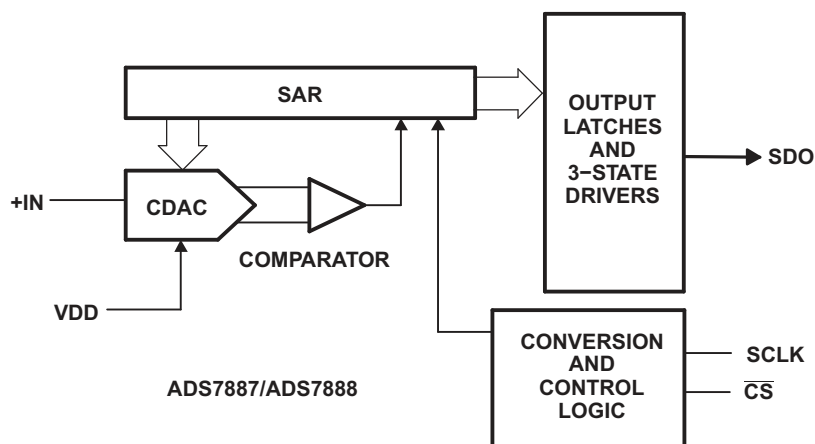 SAR
OUTPUT
LATCHES
AND
3−STATE
DRIVERS
SDO
+IN
CDAC
COMPARATOR
VDD
CONVERSION
AND
CONTROL
LOGIC
SCLK
C̅S̅
ADS7887/ADS7888